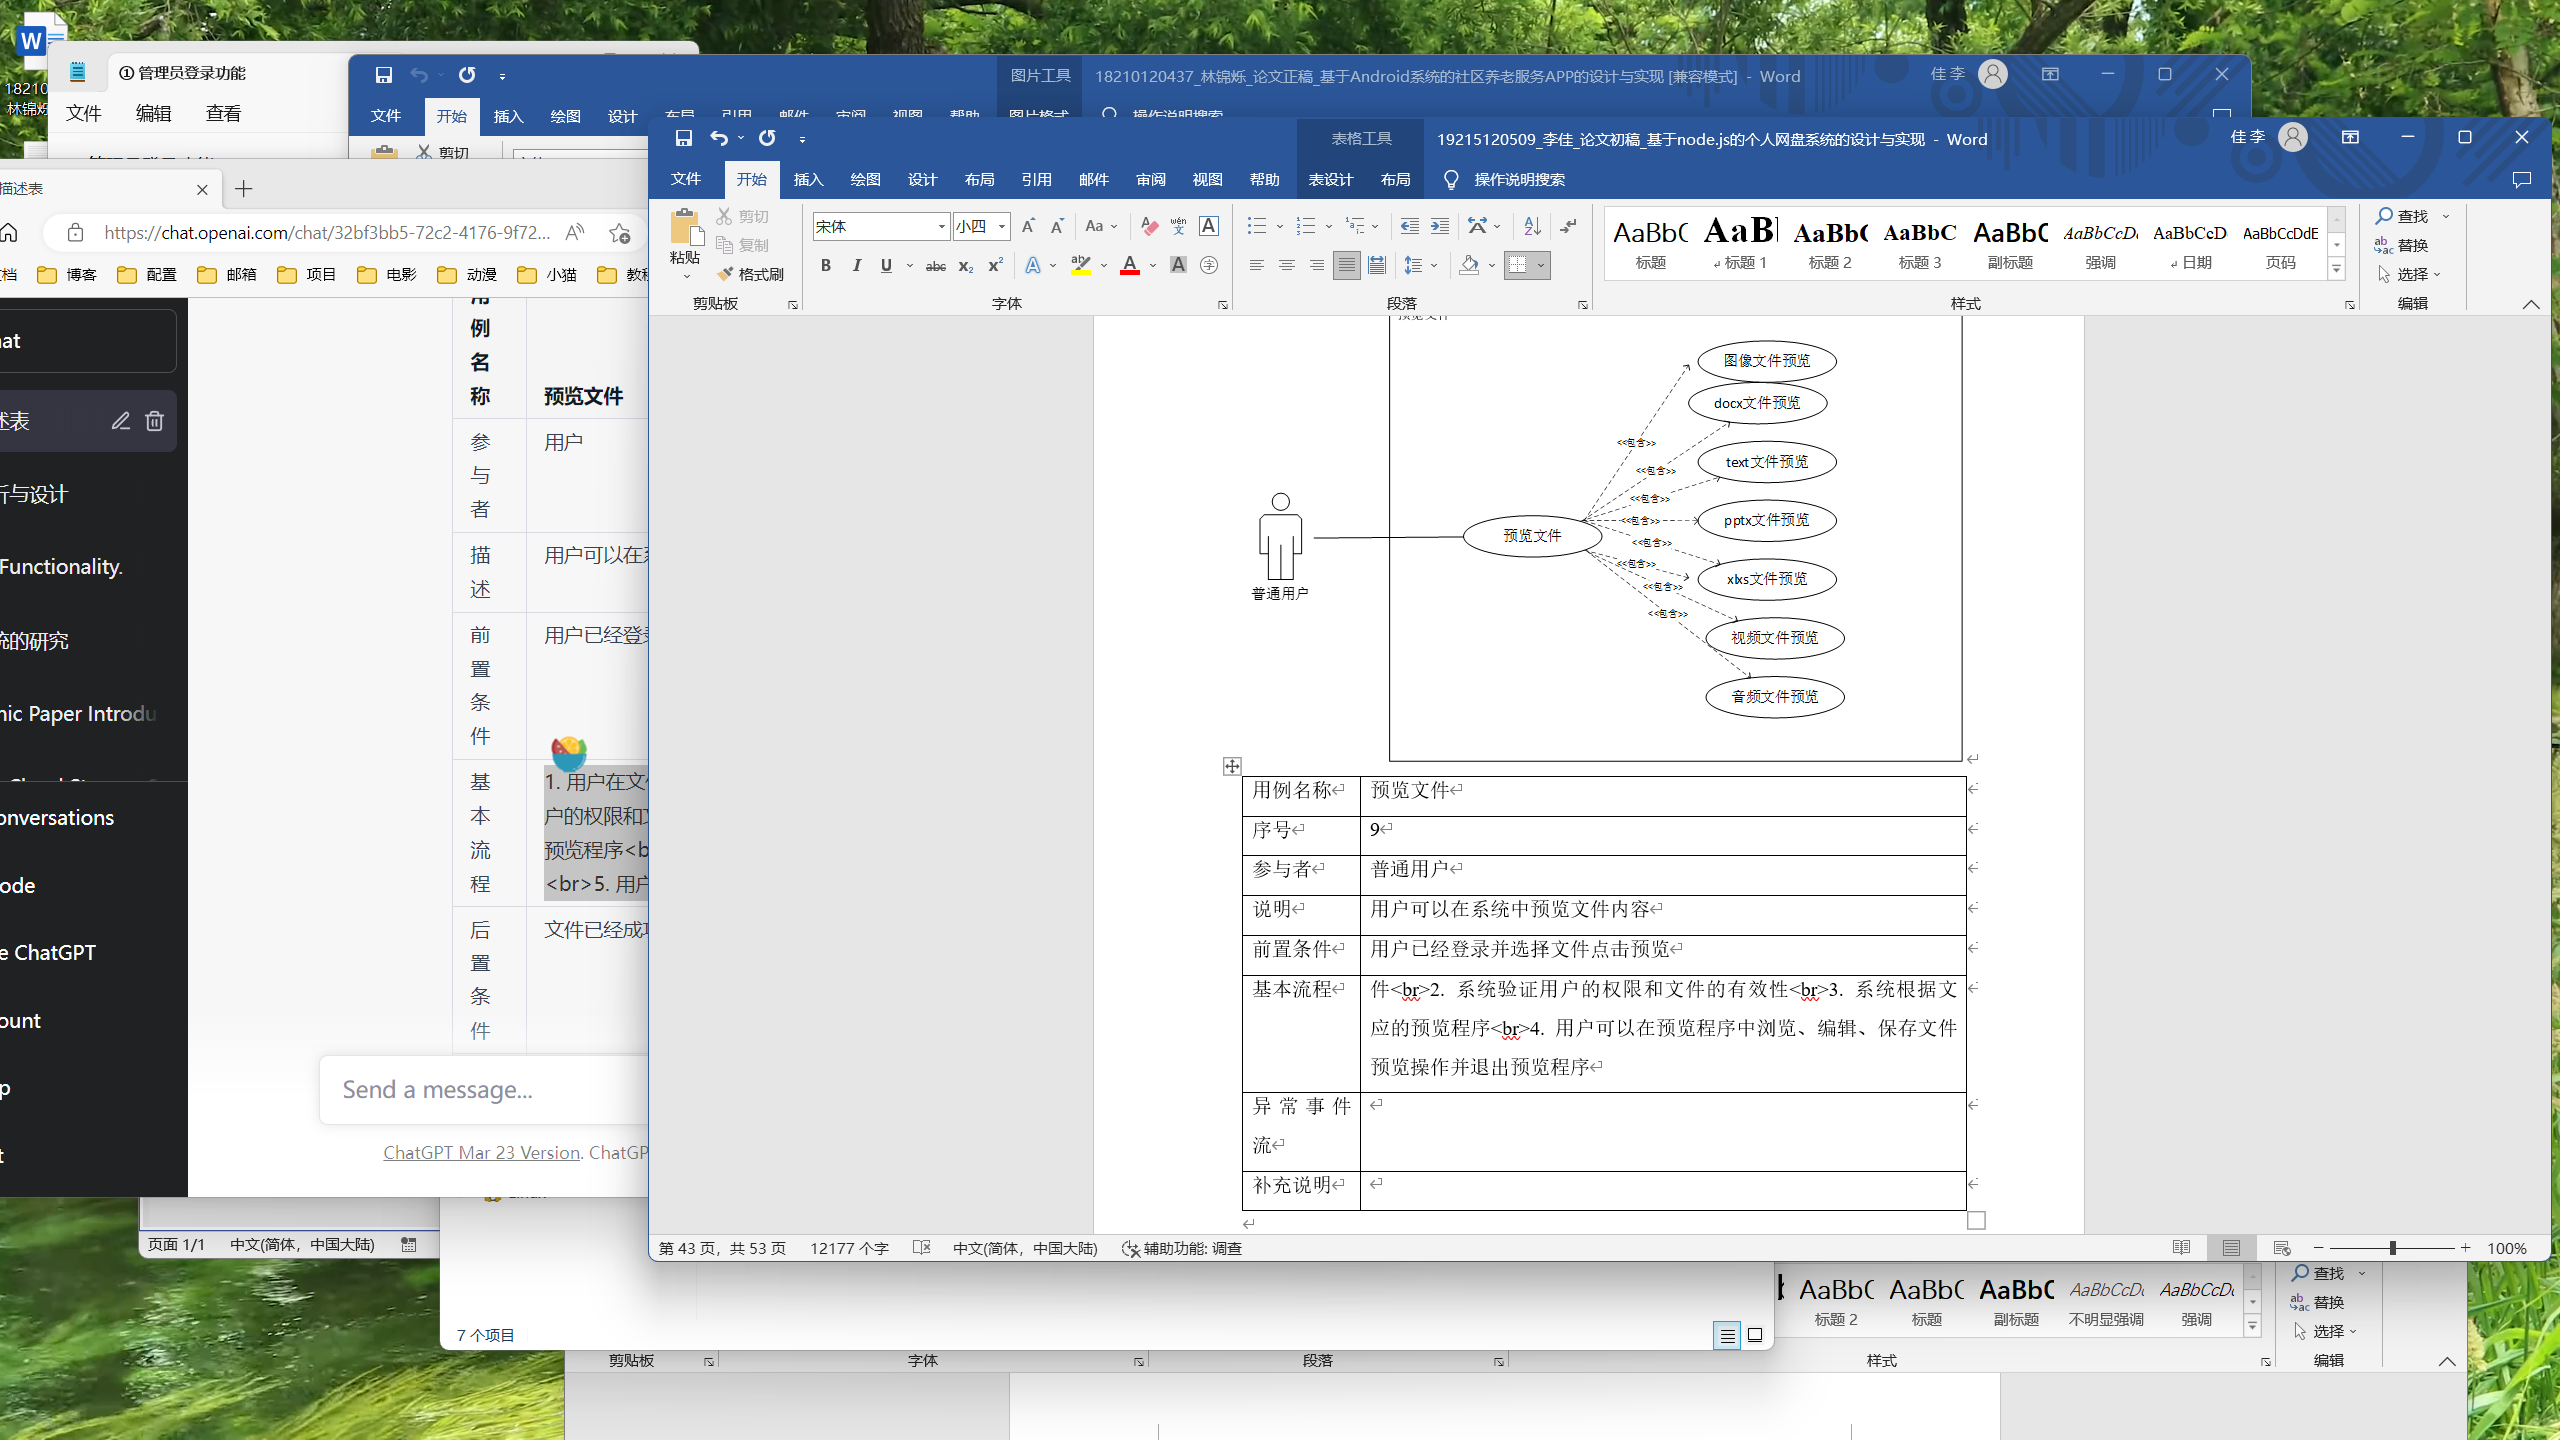 18210
林锦烁
① 管理员登录功能
文件 编辑 查看
图片工具 18210120437_林锦烁_论文正稿_基于Android系统的社区养老服务APP的设计与实现 [兼容模式] - Word 佳 李
文件 开始 插入 绘图 设计 布局 引用 邮件 审阅 视图 帮助 图片格式 操作说明搜索
剪切
描述表
https://chat.openai.com/chat/32bf3bb5-72c2-4176-9f72...
档 博客 配置 邮箱 项目 电影 动漫 小猫 教程
hat
述表
斤与设计
Functionality.
统的研究
nic Paper Introdu
onversations
ode
e ChatGPT
ount
p
t
用例名称 预览文件
参与者 用户
描述 用户可以在系
前置条件 用户已经登录
基本流程 1. 用户在文件
户的权限和文
预览程序<b
<br>5. 用户
后置条件 文件已经成功
Send a message...
ChatGPT Mar 23 Version. ChatGP
表格工具 19215120509_李佳_论文初稿_基于node.js的个人网盘系统的设计与实现 - Word 佳 李
文件 开始 插入 绘图 设计 布局 引用 邮件 审阅 视图 帮助 表设计 布局 操作说明搜索
粘贴 剪切 复制 格式刷
宋体 小四
剪贴板 字体 段落 样式 编辑
AaBbC AaBl AaBb( AaBbC AaBbC AaBbCcD AaBbCcD AaBbCcDdE
标题 标题 1 标题 2 标题 3 副标题 强调 日期 页码
查找
替换
选择
预览文件
图像文件预览
docx文件预览
text文件预览
pptx文件预览
xlxs文件预览
视频文件预览
音频文件预览
<<包含>>
<<包含>>
<<包含>>
<<包含>>
<<包含>>
<<包含>>
<<包含>>
<<包含>>
预览文件
普通用户
用例名称 预览文件
序号 9
参与者 普通用户
说明 用户可以在系统中预览文件内容
前置条件 用户已经登录并选择文件点击预览
基本流程 件<br>2. 系统验证用户的权限和文件的有效性<br>3. 系统根据文
应的预览程序<br>4. 用户可以在预览程序中浏览、编辑、保存文件
预览操作并退出预览程序
异常事件
流
补充说明
第 43 页，共 53 页 12177 个字 中文(简体，中国大陆) 辅助功能: 调查 100%
页面 1/1 中文(简体，中国大陆)
7 个项目
AaBb( AaBb( AaBbC AaBbCcD AaBbCcD
标题 2 标题 副标题 不明显强调 强调
查找
替换
选择
剪贴板 字体 段落 样式 编辑